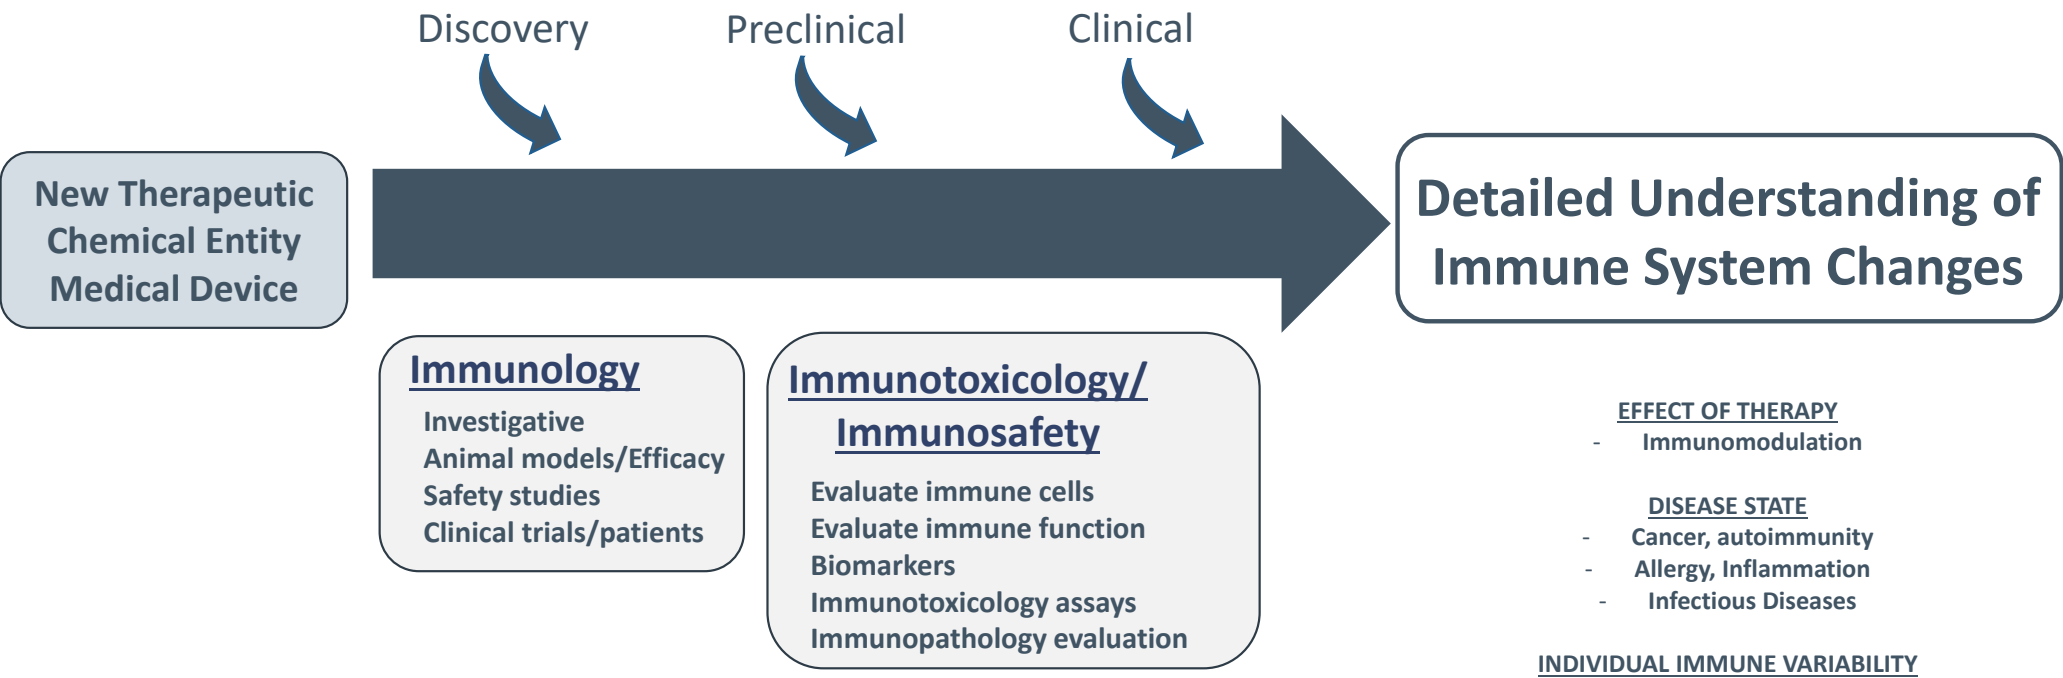 Discovery
Preclinical
Clinical
New Therapeutic
Chemical Entity
Medical Device
Detailed Understanding of
Immune System Changes
Immunology
Investigative
Animal models/Efficacy
Safety studies
Clinical trials/patients
Immunotoxicology/
Immunosafety
Evaluate immune cells
Evaluate immune function
Biomarkers
Immunotoxicology assays
Immunopathology evaluation
EFFECT OF THERAPY
- Immunomodulation
DISEASE STATE
- Cancer, autoimmunity
- Allergy, Inflammation
- Infectious Diseases
INDIVIDUAL IMMUNE VARIABILITY